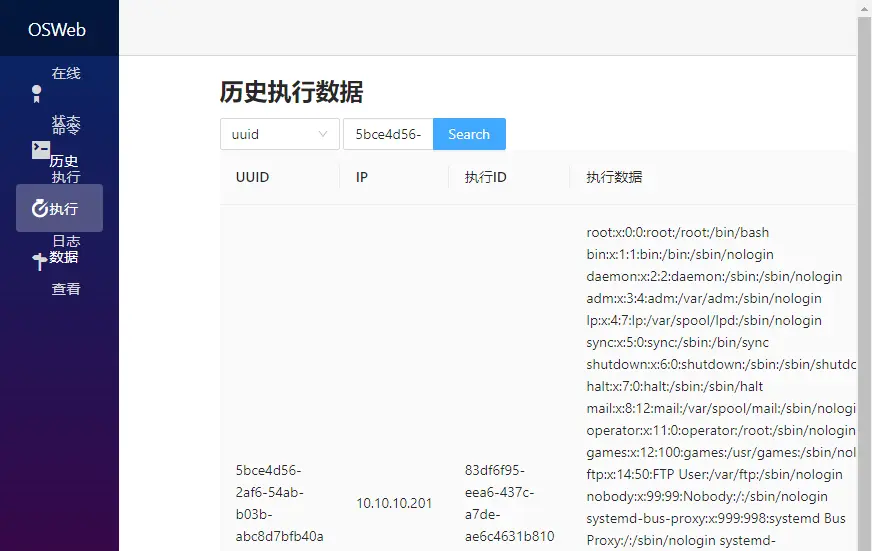 OSWeb
在线
状态
命令
历史
执行
执行
日志
数据
查看
历史执行数据
uuid
5bce4d56-
Search
UUID IP 执行ID 执行数据
5bce4d56-
2af6-54ab-
b03b-
abc8d7bfb40a
10.10.10.201
83df6f95-
eea6-437c-
a7de-
ae6c4631b810
root:x:0:0:root:/root:/bin/bash
bin:x:1:1:bin:/bin:/sbin/nologin
daemon:x:2:2:daemon:/sbin:/sbin/nologin
adm:x:3:4:adm:/var/adm:/sbin/nologin
lp:x:4:7:lp:/var/spool/lpd:/sbin/nologin
sync:x:5:0:sync:/sbin:/bin/sync
shutdown:x:6:0:shutdown:/sbin:/sbin/shutdo
halt:x:7:0:halt:/sbin:/sbin/halt
mail:x:8:12:mail:/var/spool/mail:/sbin/nologi
operator:x:11:0:operator:/root:/sbin/nologin
games:x:12:100:games:/usr/games:/sbin/nol
ftp:x:14:50:FTP User:/var/ftp:/sbin/nologin
nobody:x:99:99:Nobody:/:/sbin/nologin
systemd-bus-proxy:x:999:998:systemd Bus
Proxy:/:/sbin/nologin systemd-